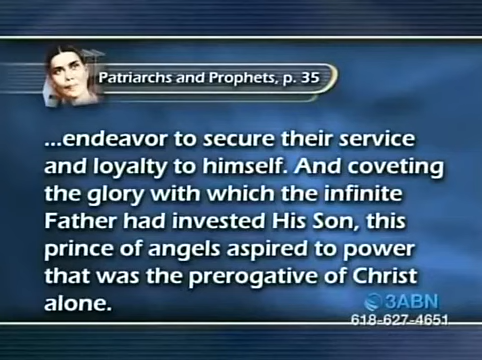 Patriarchs and Prophets, p. 35
...endeavor to secure their service
and loyalty to himself. And coveting
the glory with which the infinite
Father had invested His Son, this
prince of angels aspired to power
that was the prerogative of Christ
alone.
3ABN
618-627-4651